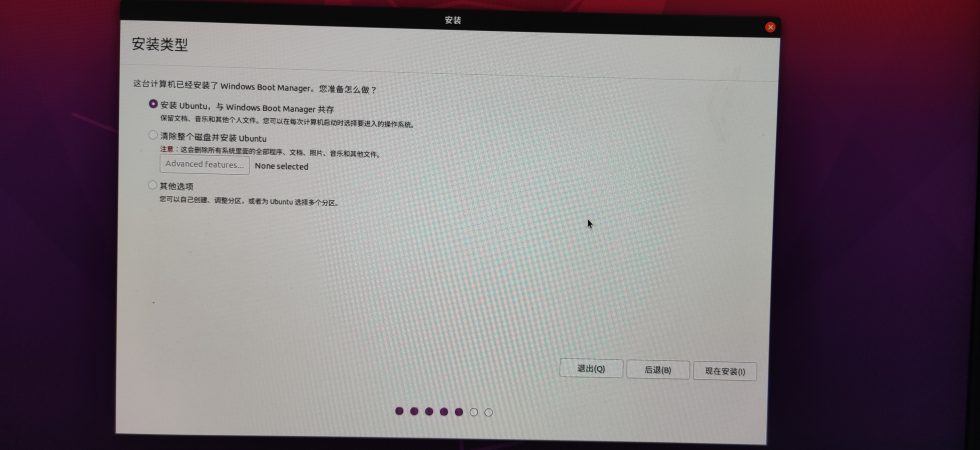 安装
安装类型
这台计算机已经安装了 Windows Boot Manager。您准备怎么做？
安装 Ubuntu，与 Windows Boot Manager 共存
保留文档、音乐和其他个人文件。您可以在每次计算机启动时选择要进入的操作系统。
清除整个磁盘并安装 Ubuntu
注意：这会删除所有系统里面的全部程序、文档、照片、音乐和其他文件。
Advanced features... None selected
其他选项
您可以自己创建、调整分区，或者为 Ubuntu 选择多个分区。
退出(Q) 后退(B) 现在安装(I)